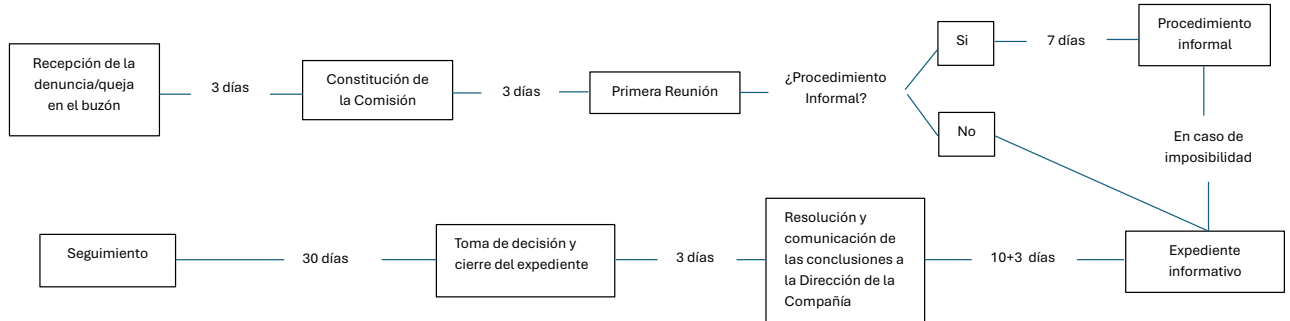 Recepción de la
denuncia/queja
en el buzón
3 días
Constitución de
la Comisión
3 días
Primera Reunión
¿Procedimiento
Informal?
Si
7 días
Procedimiento
informal
No
En caso de
imposibilidad
Expediente
informativo
10+3 días
Resolución y
comunicación de
las conclusiones a
la Dirección de la
Compañía
3 días
Toma de decisión y
cierre del expediente
30 días
Seguimiento